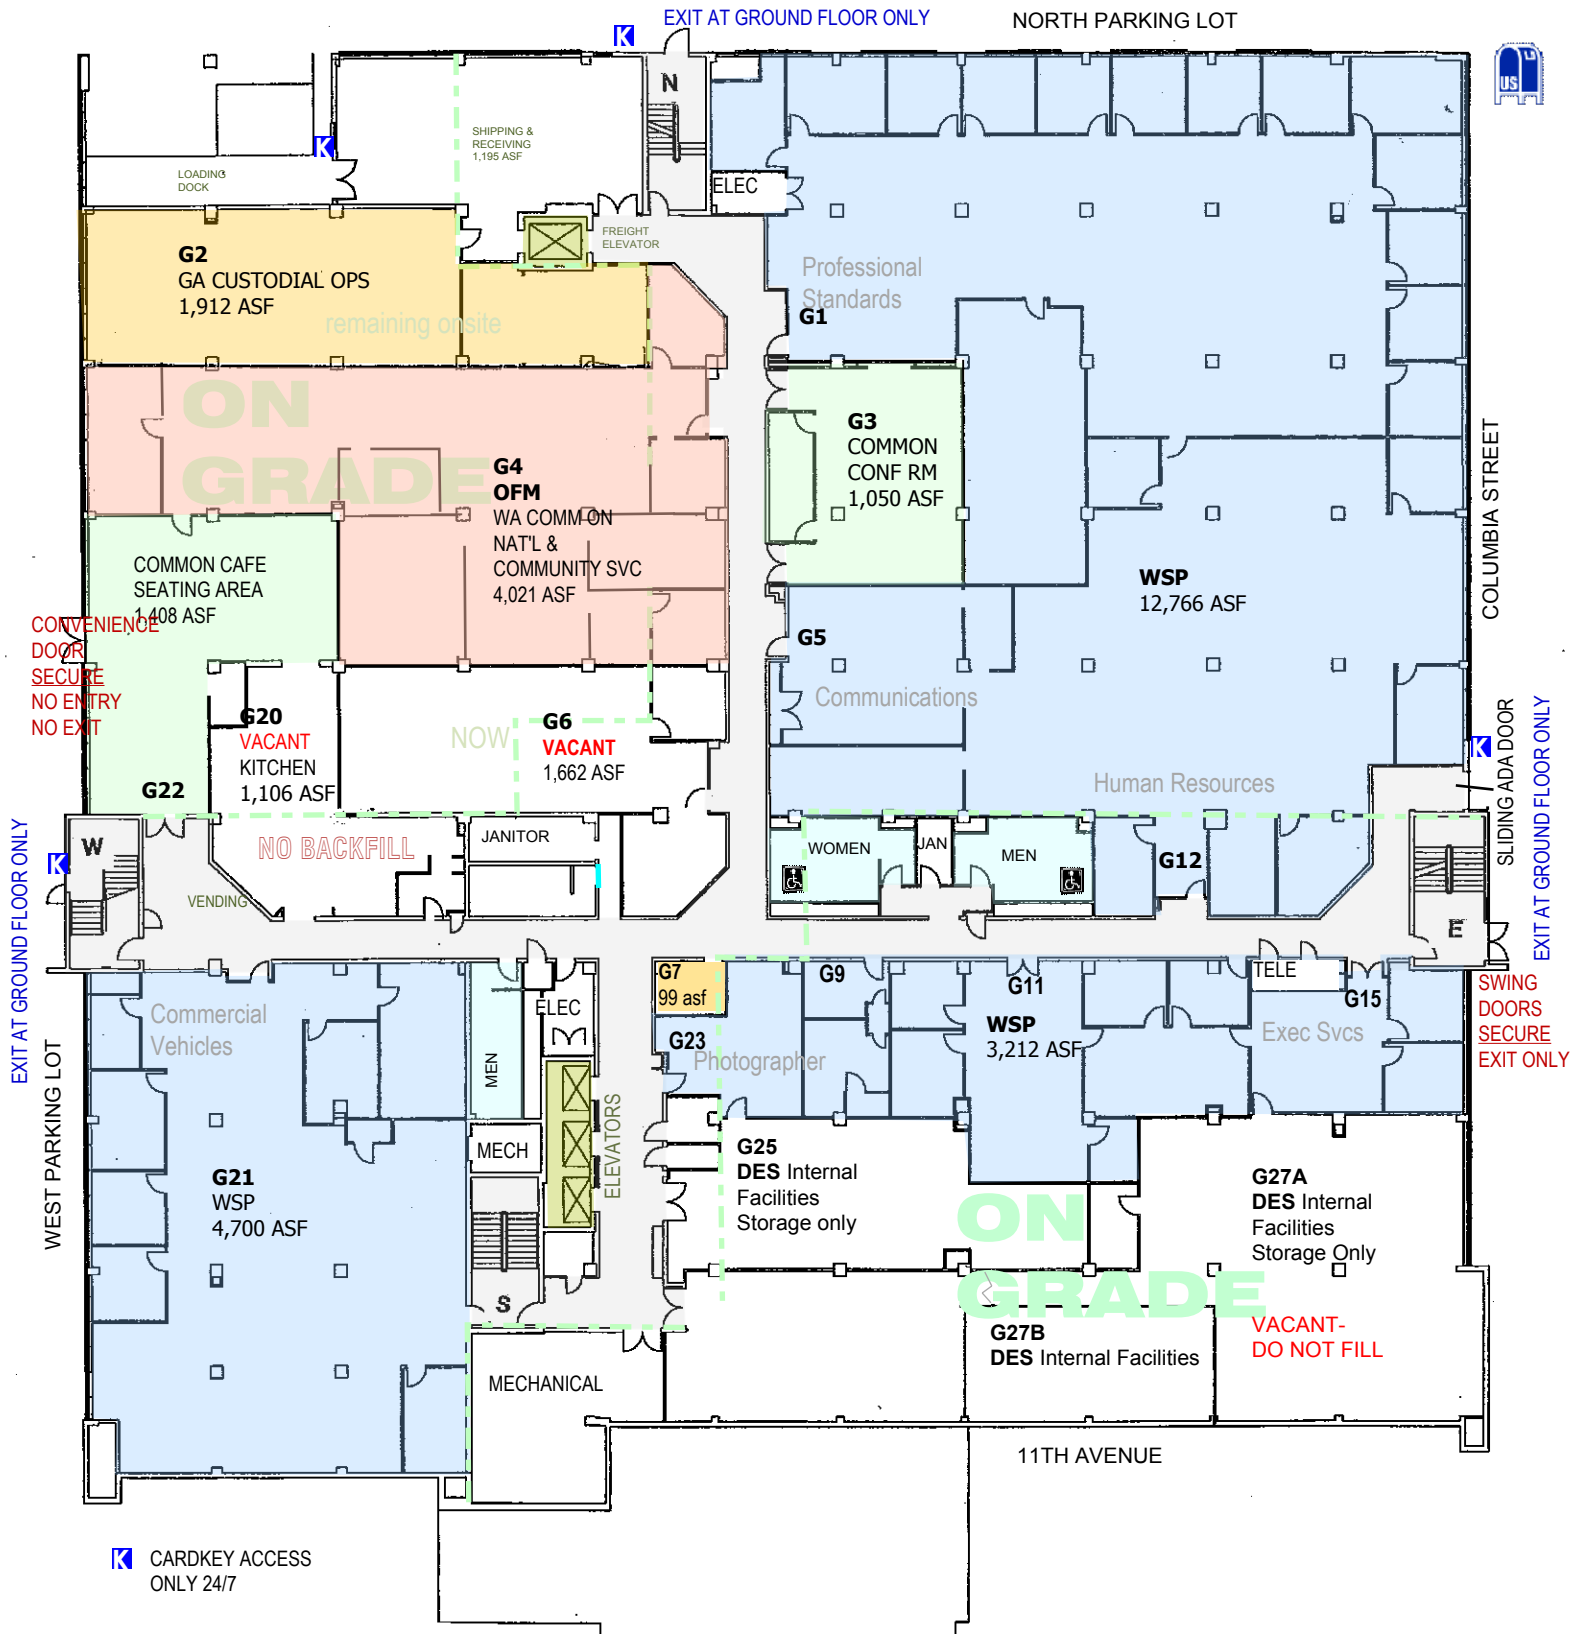 EXIT AT GROUND FLOOR ONLY
NORTH PARKING LOT
K
US
N
K
SHIPPING &
RECEIVING
1,195 ASF
LOADING
DOCK
ELEC
FREIGHT
ELEVATOR
G2
GA CUSTODIAL OPS
1,912 ASF
remaining onsite
Professional
Standards
G1
ON
GRADE
G3
COMMON
CONF RM
1,050 ASF
G4
OFM
WA COMM ON
NAT'L &
COMMUNITY SVC
4,021 ASF
COLUMBIA STREET
COMMON CAFE
SEATING AREA
1,408 ASF
WSP
12,766 ASF
CONVENIENCE
DOOR
SECURE
NO ENTRY
NO EXIT
G5
Communications
G20
VACANT
KITCHEN
1,106 ASF
NOW
G6
VACANT
1,662 ASF
G22
Human Resources
K
SLIDING ADA DOOR
EXIT AT GROUND FLOOR ONLY
EXIT AT GROUND FLOOR ONLY
W
K
NO BACKFILL
JANITOR
WOMEN
JAN
MEN
G12
VENDING
E
G7
99 asf
G9
G11
TELE
G15
SWING
DOORS
SECURE
EXIT ONLY
Commercial
Vehicles
ELEC
MEN
G23
Photographer
WSP
3,212 ASF
Exec Svcs
WEST PARKING LOT
MECH
ELEVATORS
G21
WSP
4,700 ASF
G25
DES Internal
Facilities
Storage only
G27A
DES Internal
Facilities
Storage Only
ON
GRADE
S
G27B
DES Internal Facilities
VACANT-
DO NOT FILL
MECHANICAL
11TH AVENUE
K CARDKEY ACCESS
ONLY 24/7